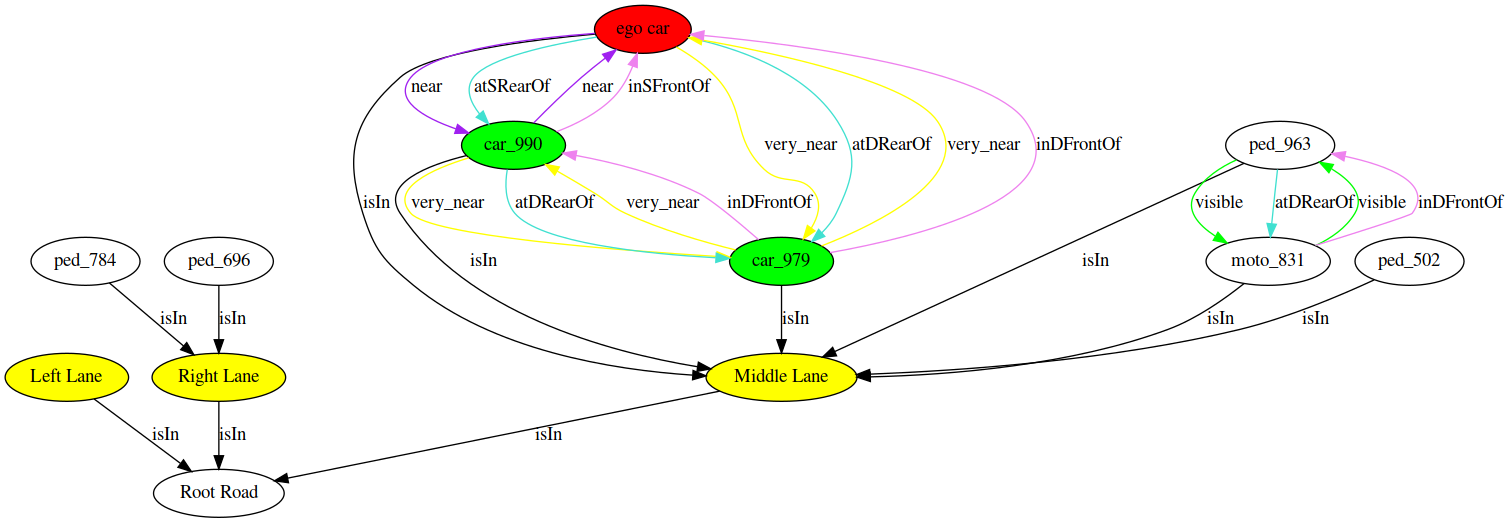 ego car
near
atSRearOf
near
inSFrontOf
car_990
very_near
atDRearOf
very_near
inDFrontOf
ped_963
isIn
very_near
atDRearOf
very_near
inDFrontOf
visible
atDRearOf
visible
inDFrontOf
ped_784
ped_696
isIn
car_979
isIn
moto_831
ped_502
isIn
isIn
isIn
isIn
isIn
Left Lane
Right Lane
Middle Lane
isIn
isIn
isIn
Root Road